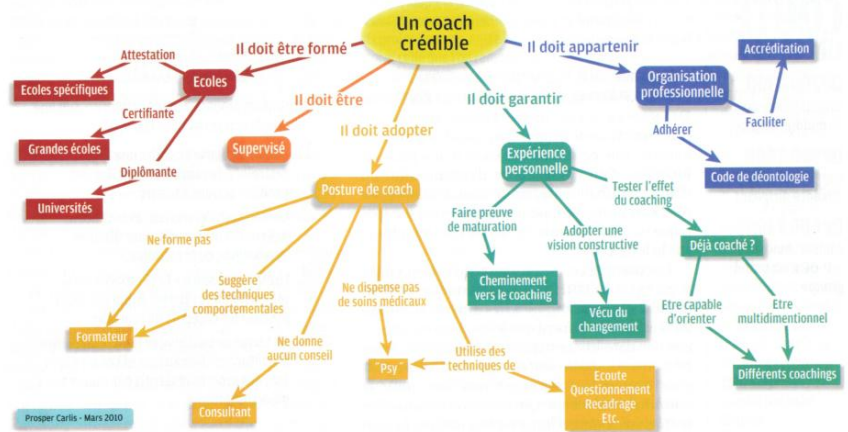 Un coach
crédible
Il doit être formé
Ecoles
Attestation
Ecoles spécifiques
Certifiante
Grandes écoles
Diplômante
Universités
Il doit être
Supervisé
Il doit adopter
Posture de coach
Ne forme pas
Suggère
des techniques
comportementales
Formateur
Ne donne
aucun conseil
Consultant
Ne dispense pas
de soins médicaux
"Psy"
Utilise des
techniques de
Ecoute
Questionnement
Recadrage
Etc.
Il doit garantir
Expérience
personnelle
Faire preuve
de maturation
Cheminement
vers le coaching
Adopter une
vision constructive
Vécu du
changement
Tester l'effet
du coaching
Déjà coaché ?
Etre capable
d'orienter
Etre
multidimentionnel
Différents coachings
Il doit appartenir
Organisation
professionnelle
Accréditation
Faciliter
Adhérer
Code de déontologie
Prosper Carlis - Mars 2010